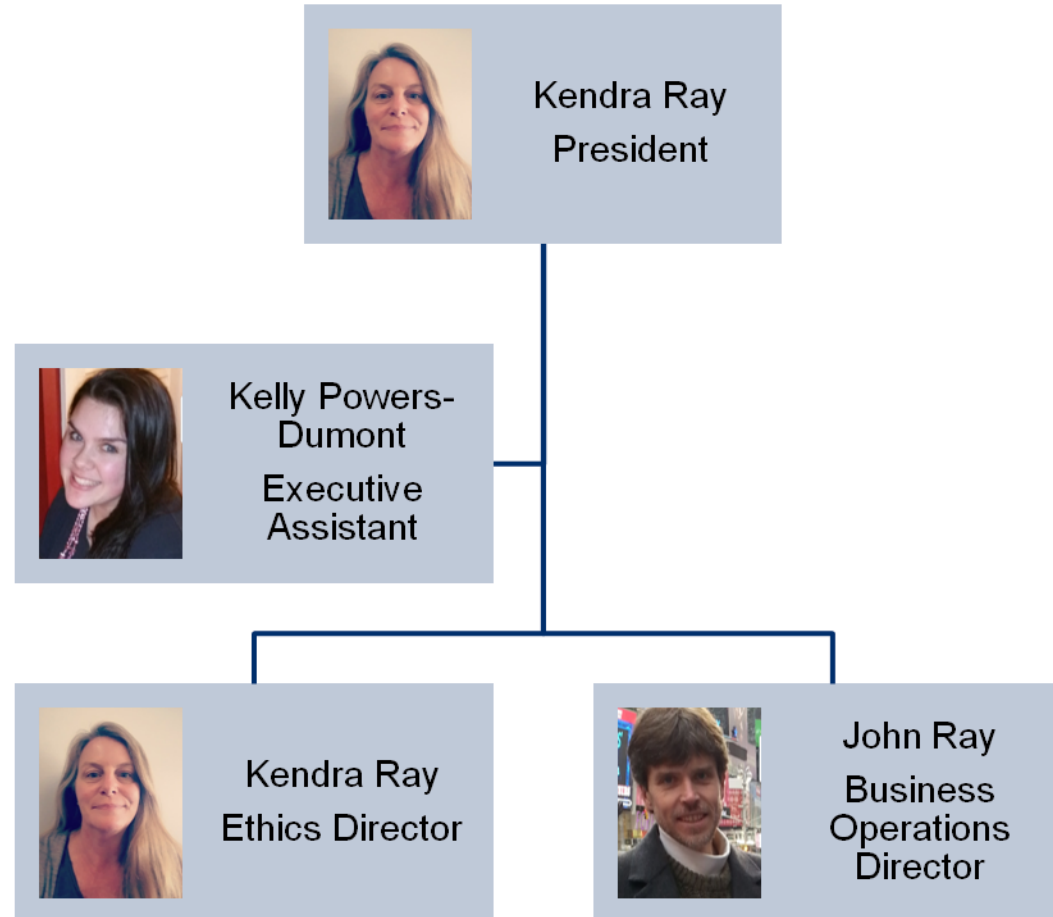 Kendra Ray
President
Kelly Powers-
Dumont
Executive
Assistant
Kendra Ray
Ethics Director
John Ray
Business
Operations
Director